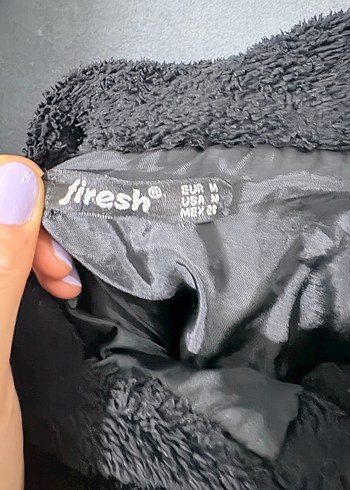 firesh®
EUR M
USA M
MEX 28